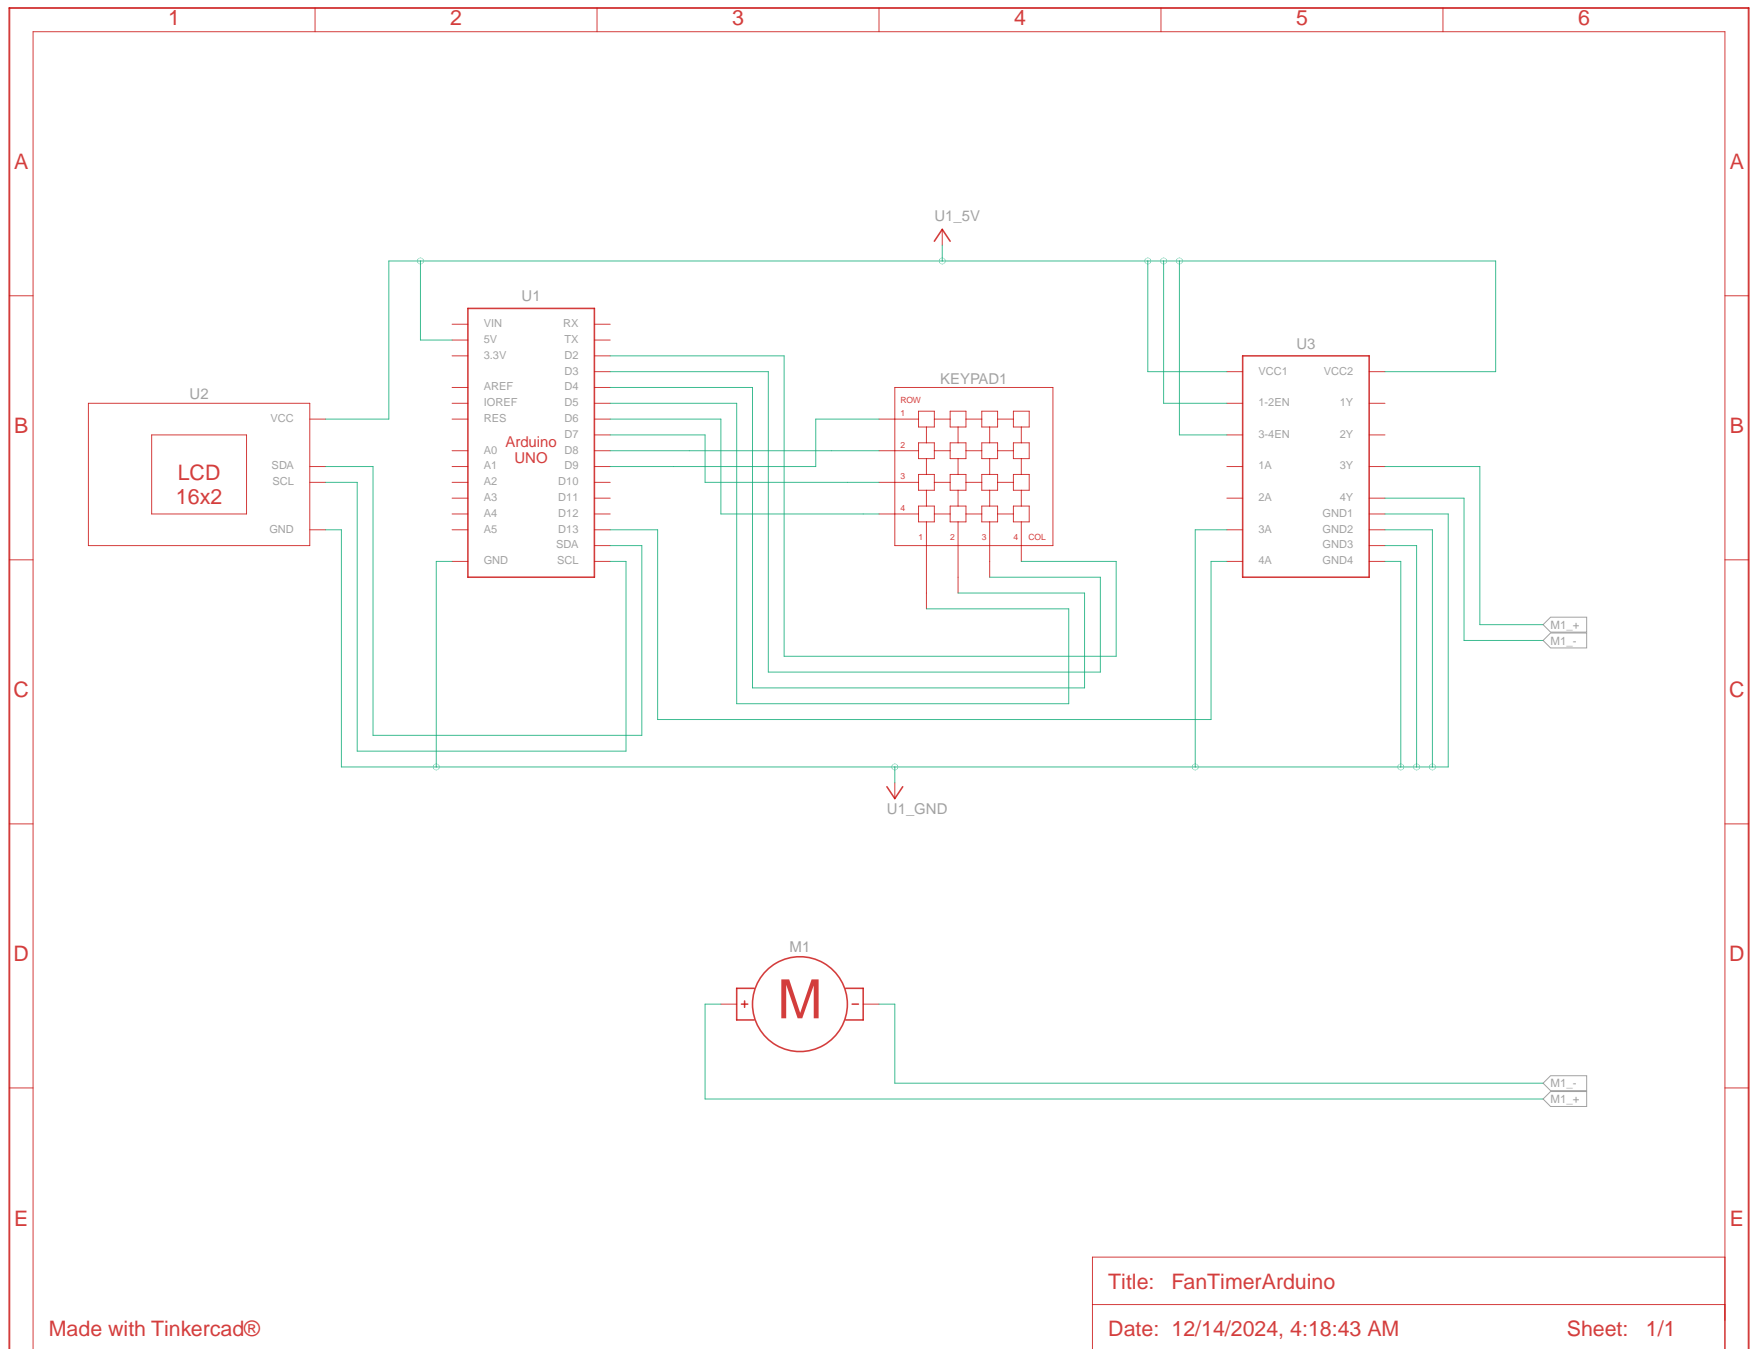 1 2 3 4 5 6
A A
U1_5V
U1
VIN RX
5V TX
3.3V D2
D3
AREF D4
IOREF D5
RES D6
D7
A0 D8
A1 D9
A2 D10
A3 D11
A4 D12
A5 D13
SDA
GND SCL
Arduino
UNO
U2
VCC
SDA
SCL
GND
LCD
16x2
KEYPAD1
ROW
1
2
3
4
1 2 3 4 COL
U3
VCC1 VCC2
1-2EN 1Y
3-4EN 2Y
1A 3Y
2A 4Y
GND1
3A GND2
GND3
4A GND4
B B
M1_+
M1_-
C C
U1_GND
D D
M1
+ M -
M1_-
M1_+
E E
Title: FanTimerArduino
Made with Tinkercad®
Date: 12/14/2024, 4:18:43 AM Sheet: 1/1